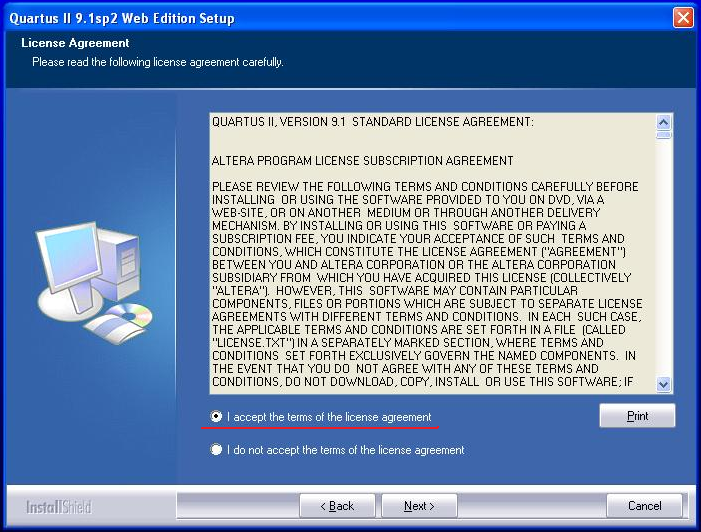 Quartus II 9.1sp2 Web Edition Setup
License Agreement
Please read the following license agreement carefully.
QUARTUS II, VERSION 9.1  STANDARD LICENSE AGREEMENT:
ALTERA PROGRAM LICENSE SUBSCRIPTION AGREEMENT
PLEASE REVIEW THE FOLLOWING TERMS AND CONDITIONS CAREFULLY BEFORE
INSTALLING  OR USING THE SOFTWARE PROVIDED TO YOU ON DVD, VIA A
WEB-SITE, OR ON ANOTHER  MEDIUM OR THROUGH ANOTHER DELIVERY
MECHANISM. BY INSTALLING OR USING THIS  SOFTWARE OR PAYING A
SUBSCRIPTION FEE, YOU INDICATE YOUR ACCEPTANCE OF SUCH  TERMS AND
CONDITIONS, WHICH CONSTITUTE THE LICENSE AGREEMENT ("AGREEMENT")
BETWEEN YOU AND ALTERA CORPORATION OR THE ALTERA CORPORATION
SUBSIDIARY FROM  WHICH YOU HAVE ACQUIRED THIS LICENSE (COLLECTIVELY
"ALTERA").  HOWEVER, THIS  SOFTWARE MAY CONTAIN PARTICULAR
COMPONENTS, FILES OR PORTIONS WHICH ARE SUBJECT TO SEPARATE LICENSE
AGREEMENTS WITH DIFFERENT TERMS AND CONDITIONS.  IN EACH  SUCH CASE,
THE APPLICABLE TERMS AND CONDITIONS ARE SET FORTH IN A FILE  (CALLED
"LICENSE.TXT") IN A SEPARATELY MARKED SECTION, WHERE TERMS AND
CONDITIONS  SET FORTH EXCLUSIVELY GOVERN THE NAMED COMPONENTS.  IN
THE EVENT THAT YOU DO  NOT AGREE WITH ANY OF THESE TERMS AND
CONDITIONS, DO NOT DOWNLOAD, COPY, INSTALL  OR USE THIS SOFTWARE; IF
I accept the terms of the license agreement
Print
I do not accept the terms of the license agreement
InstallShield
< Back
Next >
Cancel